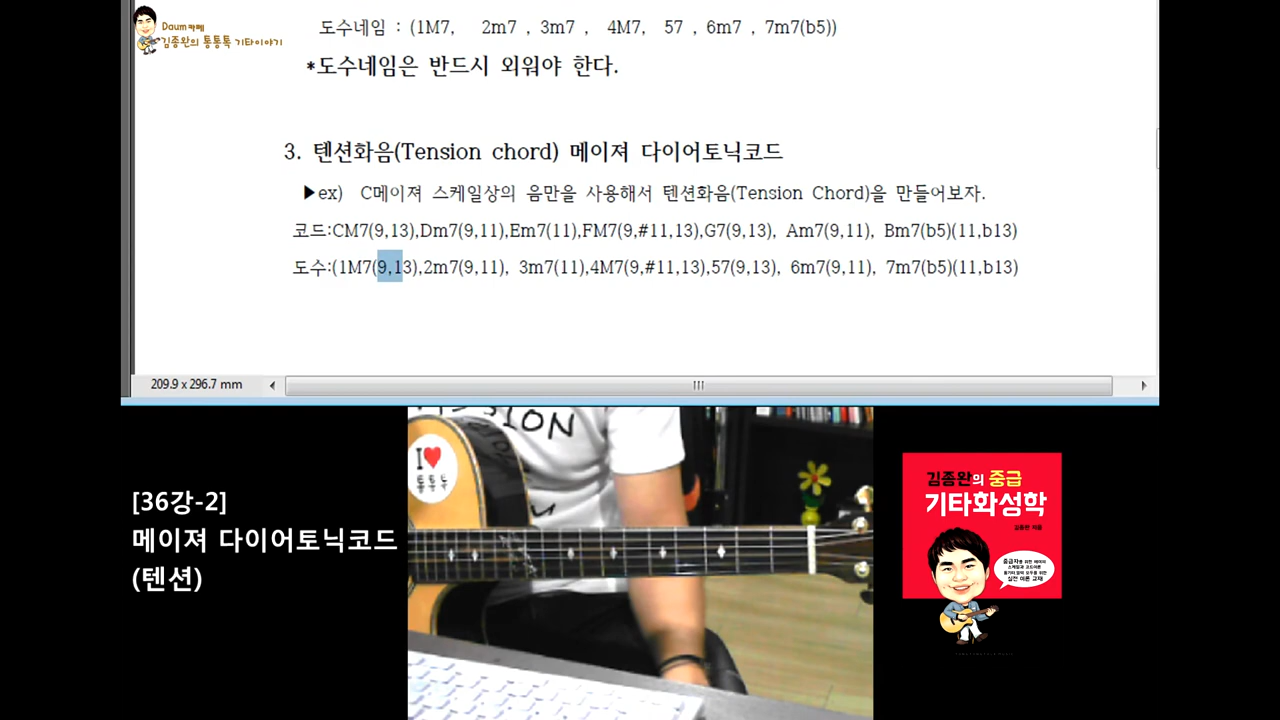 Daum카페
김종완의 통통톡 기타이야기
도수네임 : (1M7, 2m7 , 3m7 , 4M7, 57 , 6m7 , 7m7(b5))
*도수네임은 반드시 외워야 한다.
3. 텐션화음(Tension chord) 메이져 다이어토닉코드
▶ex) C메이져 스케일상의 음만을 사용해서 텐션화음(Tension Chord)을 만들어보자.
코드:CM7(9,13),Dm7(9,11),Em7(11),FM7(9,#11,13),G7(9,13), Am7(9,11), Bm7(b5)(11,b13)
도수:(1M7(9,13),2m7(9,11), 3m7(11),4M7(9,#11,13),57(9,13), 6m7(9,11), 7m7(b5)(11,b13)
209.9 x 296.7 mm
I♥
통톡톡
[36강-2]
메이져 다이어토닉코드
(텐션)
김종완의 중급
기타화성학
김종완 지음